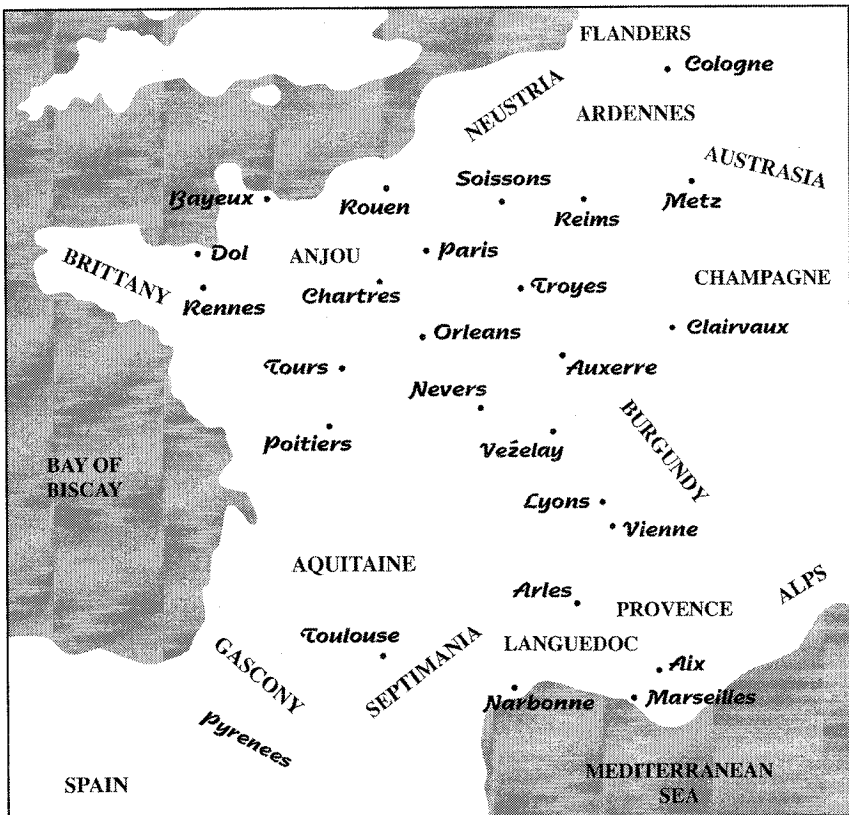 FLANDERS
Cologne
NEUSTRIA
ARDENNES
AUSTRASIA
Soissons
Bayeux
Rouen
Reims
Metz
Dol
ANJOU
Paris
BRITTANY
CHAMPAGNE
Rennes
Chartres
Troyes
Orleans
Clairvaux
Tours
Auxerre
Nevers
BURGUNDY
Poitiers
Veźelay
BAY OF
BISCAY
Lyons
Vienne
AQUITAINE
ALPS
Arles
PROVENCE
Toulouse
SEPTIMANIA
LANGUEDOC
GASCONY
Aix
Narbonne
Marseilles
Pyrenees
SPAIN
MEDITERRANEAN
SEA